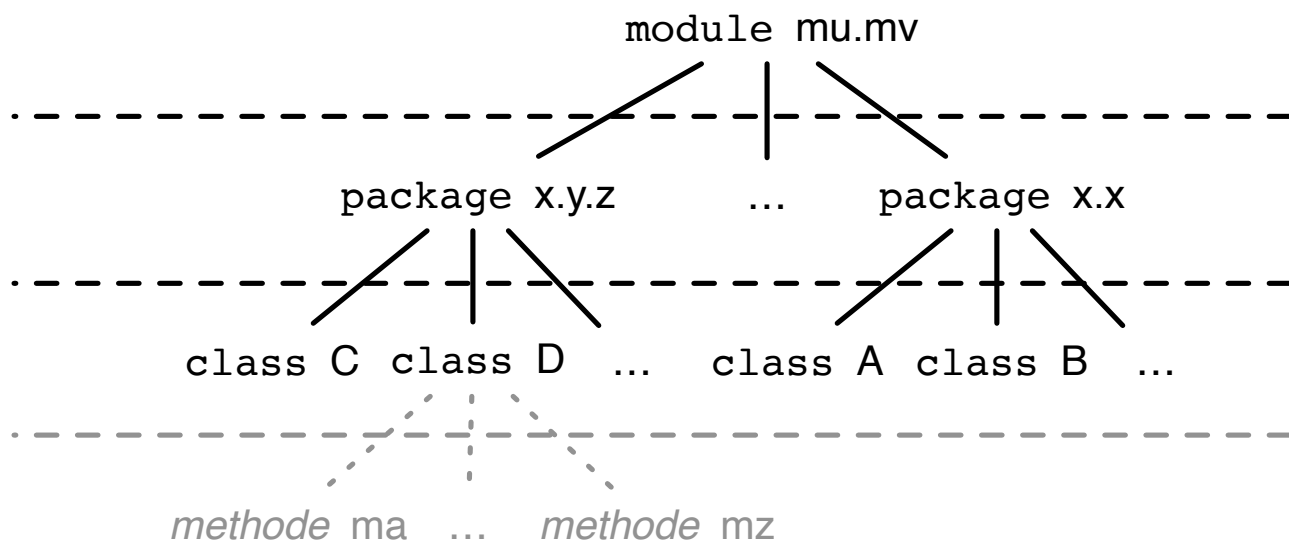 module mu.mv
package x.y.z ... package x.x
class C class D ... class A class B ...
methode ma ... methode mz